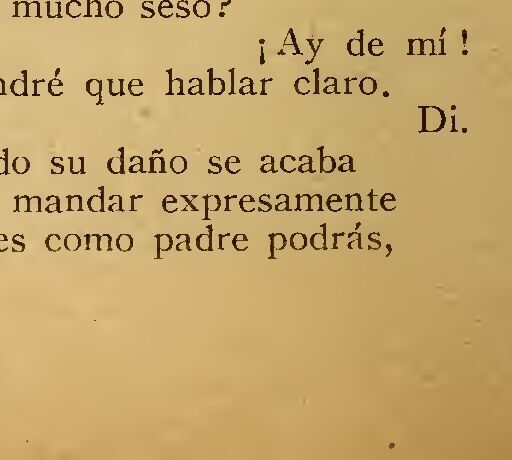 mucho seso?
¡Ay de mí!
ndré que hablar claro.
Di.
do su daño se acaba
mandar expresamente
es como padre podrás,